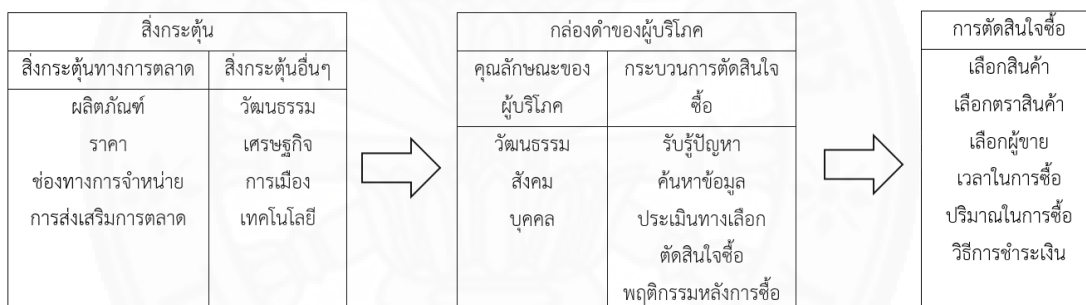 สิ่งกระตุ้น
สิ่งกระตุ้นทางการตลาด
สิ่งกระตุ้นอื่นๆ
ผลิตภัณฑ์
ราคา
ช่องทางการจำหน่าย
การส่งเสริมการตลาด
วัฒนธรรม
เศรษฐกิจ
การเมือง
เทคโนโลยี
กล่องดำของผู้บริโภค
คุณลักษณะของ
ผู้บริโภค
กระบวนการตัดสินใจ
ซื้อ
วัฒนธรรม
สังคม
บุคคล
รับรู้ปัญหา
ค้นหาข้อมูล
ประเมินทางเลือก
ตัดสินใจซื้อ
พฤติกรรมหลังการซื้อ
การตัดสินใจซื้อ
เลือกสินค้า
เลือกตราสินค้า
เลือกผู้ขาย
เวลาในการซื้อ
ปริมาณในการซื้อ
วิธีการชำระเงิน